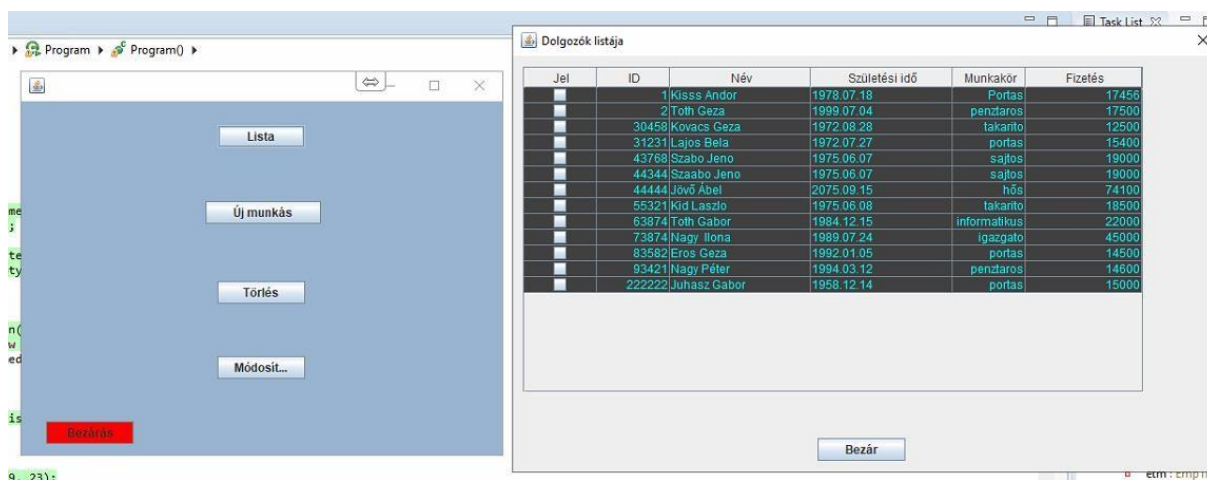 Task List
Program Program()
Dolgozók listája
Lista
Új munkás
Törlés
Módosít...
Bezárás
me
;
te
ty
n(
w
ed
is
9, 23);
Jel ID Név Születési idő Munkakör Fizetés
1 Kisss Andor 1978.07.18 Portas 17456
2 Toth Geza 1999.07.04 penztaros 17500
30458 Kovacs Geza 1972.08.28 takarito 12500
31231 Lajos Bela 1972.07.27 portas 15400
43768 Szabo Jeno 1975.06.07 sajtos 19000
44344 Szaabo Jeno 1975.06.07 sajtos 19000
44444 Jövő Ábel 2075.09.15 hős 74100
55321 Kid Laszlo 1975.06.08 takarito 18500
63874 Toth Gabor 1984.12.15 informatikus 22000
73874 Nagy Ilona 1989.07.24 igazgato 45000
83582 Eros Geza 1992.01.05 portas 14500
93421 Nagy Péter 1994.03.12 penztaros 14600
222222 Juhasz Gabor 1958.12.14 portas 15000
Bezár